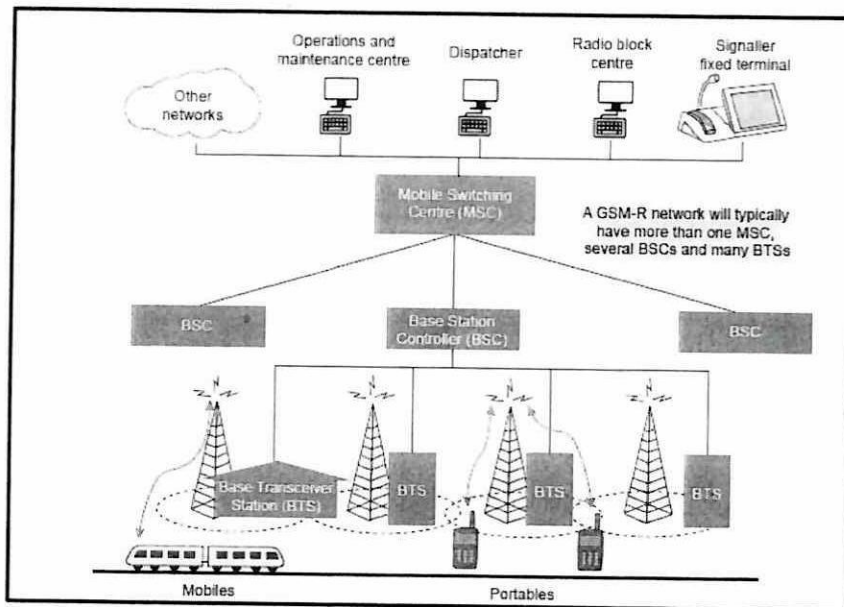 Operations and
maintenance centre
Dispatcher
Radio block
centre
Signaller
fixed terminal
Other
networks
Mobile Switching
Centre (MSC)
A GSM-R network will typically
have more than one MSC,
several BSCs and many BTSs
BSC
Base Station
Controller (BSC)
BSC
Base Transceiver
Station (BTS)
BTS
BTS
BTS
Mobiles
Portables